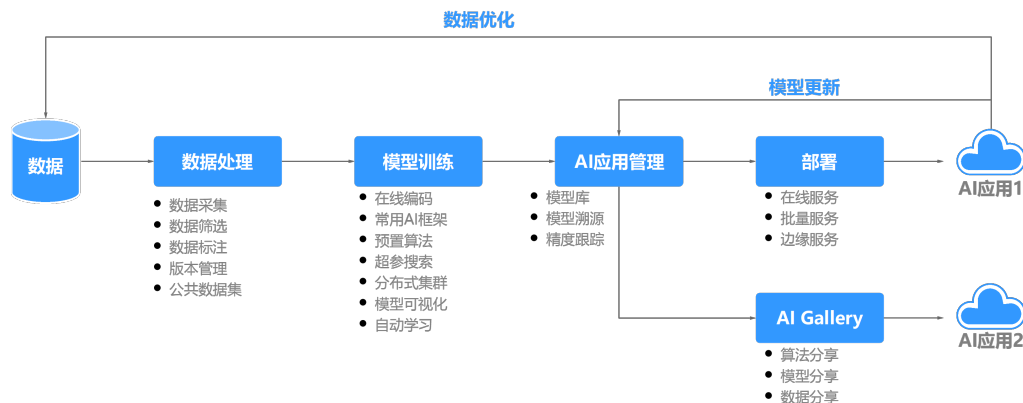 数据优化
模型更新
数据
数据处理
模型训练
AI应用管理
部署
AI应用1
数据采集
数据筛选
数据标注
版本管理
公共数据集
在线编码
常用AI框架
预置算法
超参搜索
分布式集群
模型可视化
自动学习
模型库
模型溯源
精度跟踪
在线服务
批量服务
边缘服务
AI Gallery
AI应用2
算法分享
模型分享
数据分享